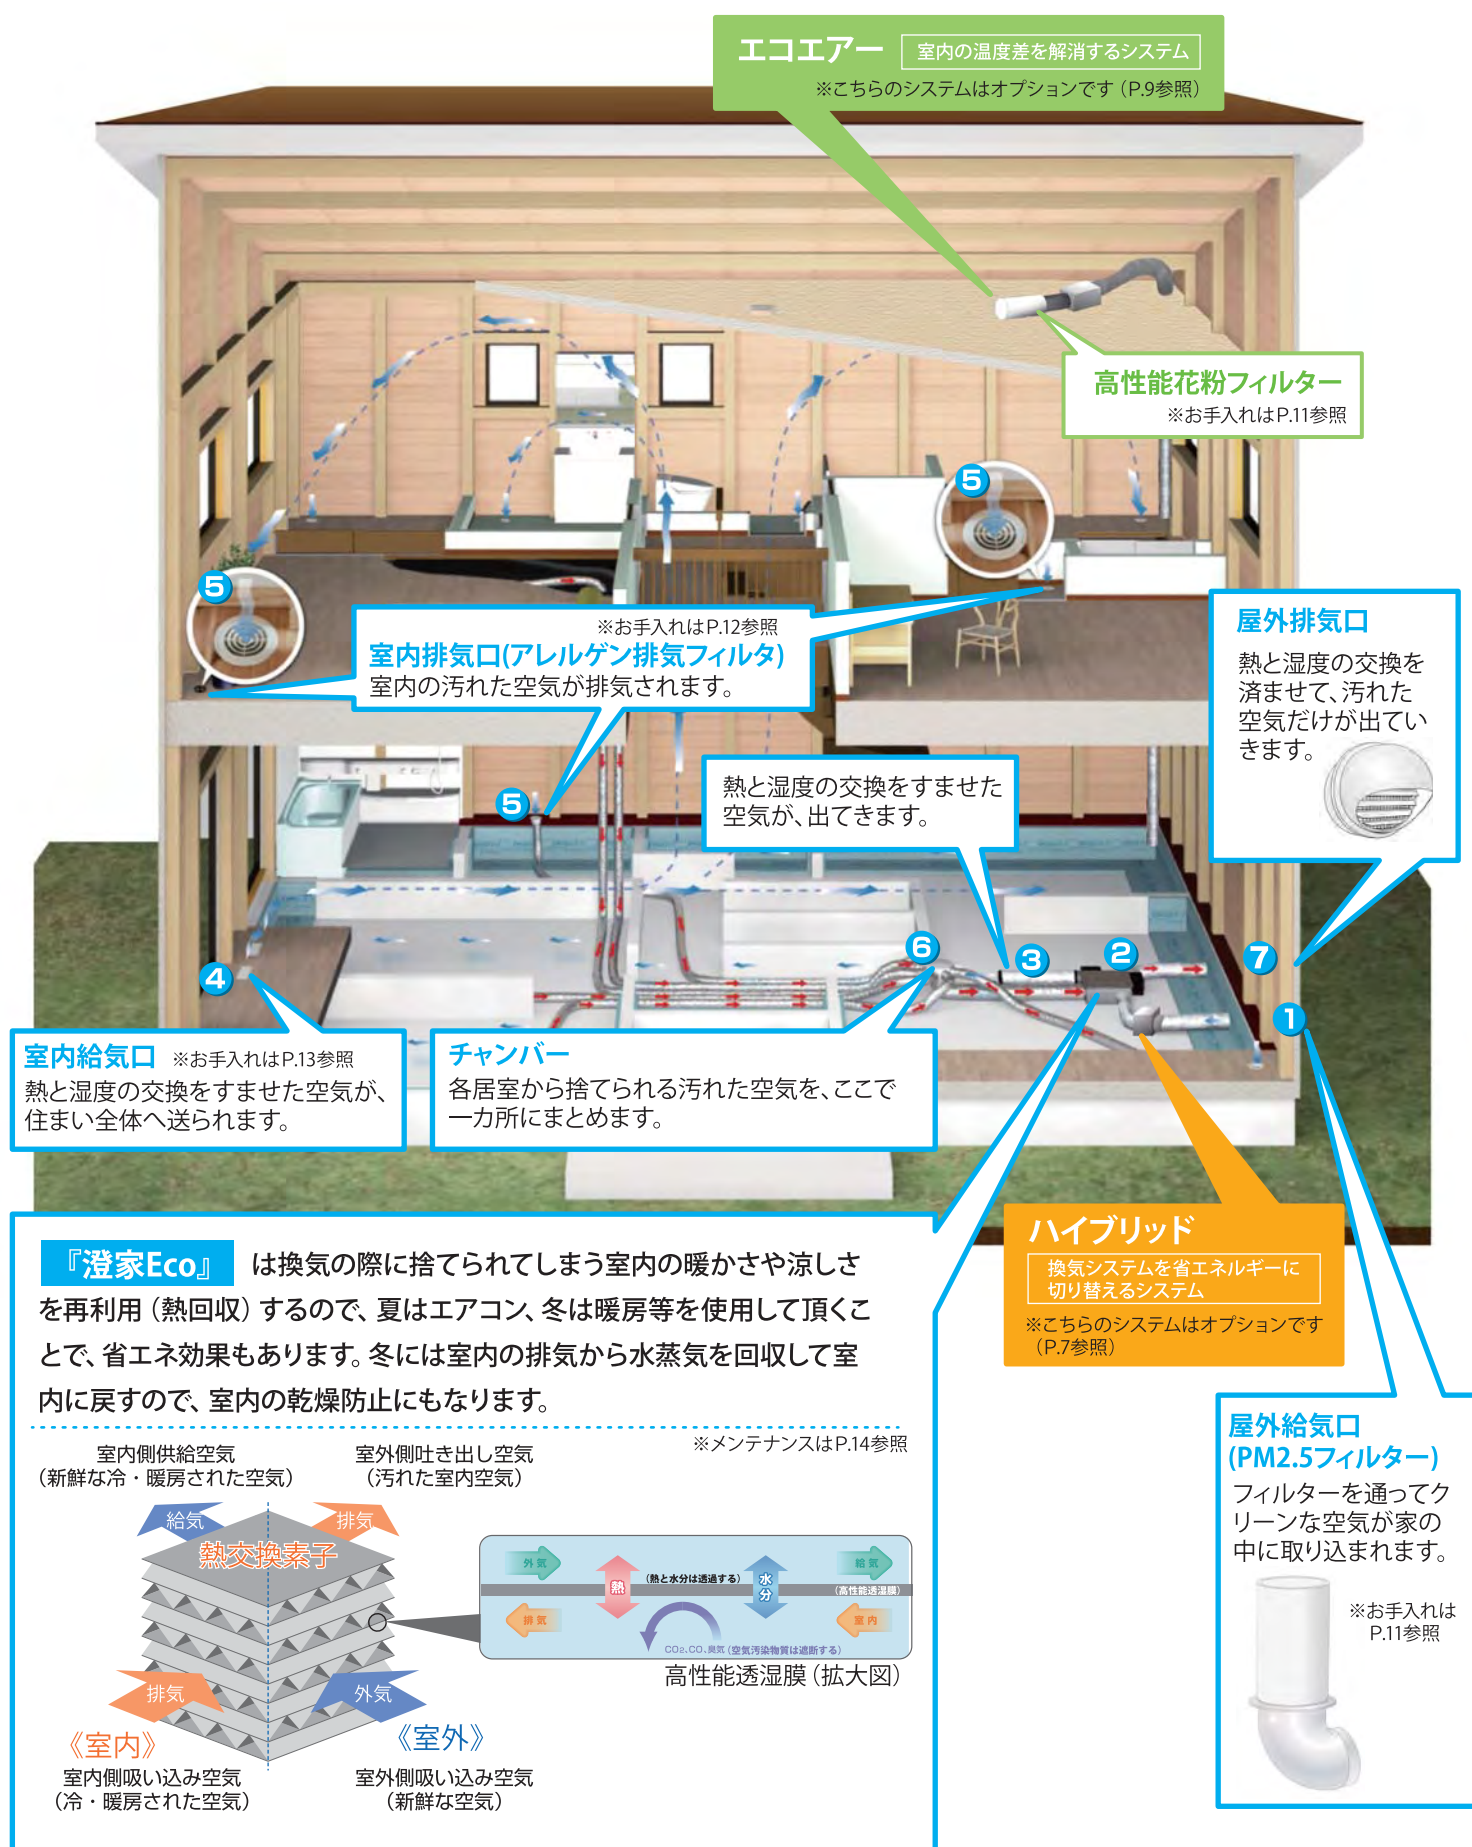 エコエアー 室内の温度差を解消するシステム
※こちらのシステムはオプションです（P.9参照）
高性能花粉フィルター
※お手入れはP.11参照
5
5
※お手入れはP.12参照
室内排気口(アレルゲン排気フィルタ)
室内の汚れた空気が排気されます。
屋外排気口
熱と湿度の交換を
済ませて、汚れた
空気だけが出てい
きます。
熱と湿度の交換をすませた
空気が、出てきます。
5
6
3
2
7
4
1
室内給気口 ※お手入れはP.13参照
熱と湿度の交換をすませた空気が、
住まい全体へ送られます。
チャンバー
各居室から捨てられる汚れた空気を、ここで
一カ所にまとめます。
ハイブリッド
換気システムを省エネルギーに
切り替えるシステム
※こちらのシステムはオプションです
（P.7参照）
『澄家Eco』 は換気の際に捨てられてしまう室内の暖かさや涼しさ
を再利用（熱回収）するので、夏はエアコン、冬は暖房等を使用して頂くこ
とで、省エネ効果もあります。冬には室内の排気から水蒸気を回収して室
内に戻すので、室内の乾燥防止にもなります。
※メンテナンスはP.14参照
室内側供給空気
（新鮮な冷・暖房された空気）
室外側吐き出し空気
（汚れた室内空気）
給気
排気
熱交換素子
外気
熱
（熱と水分は透過する）
水分
給気
（高性能透湿膜）
排気
室内
CO2、CO、臭気（空気汚染物質は遮断する）
高性能透湿膜（拡大図）
排気
外気
《室内》
《室外》
室内側吸い込み空気
（冷・暖房された空気）
室外側吸い込み空気
（新鮮な空気）
屋外給気口
(PM2.5フィルター)
フィルターを通ってク
リーンな空気が家の
中に取り込まれます。
※お手入れは
P.11参照